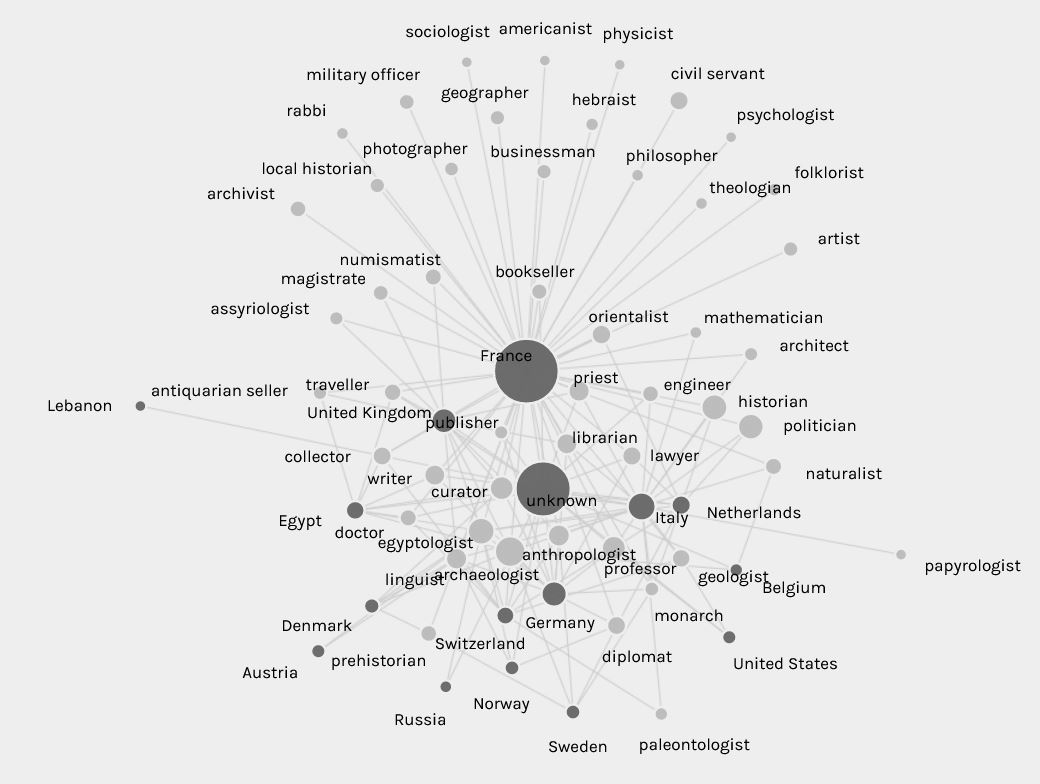 sociologist
americanist
physicist
military officer
civil servant
geographer
hebraist
rabbi
psychologist
photographer
businessman
philosopher
local historian
folklorist
archivist
theologian
artist
numismatist
bookseller
magistrate
assyriologist
orientalist
mathematician
architect
France
priest
engineer
antiquarian seller
traveller
Lebanon
historian
United Kingdom
publisher
politician
librarian
collector
lawyer
writer
naturalist
curator
unknown
Egypt
Italy
Netherlands
doctor
egyptologist
anthropologist
papyrologist
professor
linguist
archaeologist
geologist
Belgium
Denmark
Germany
monarch
Switzerland
prehistorian
diplomat
United States
Austria
Norway
Russia
Sweden
paleontologist